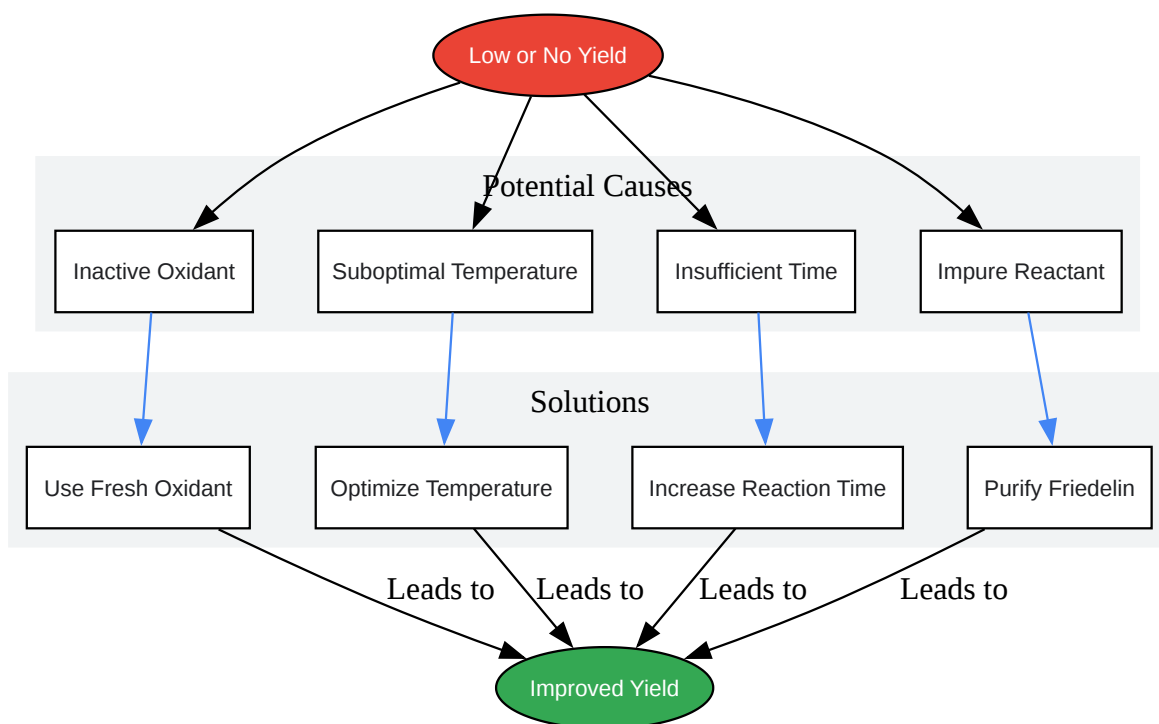 Low or No Yield
Potential Causes
Inactive Oxidant
Suboptimal Temperature
Insufficient Time
Impure Reactant
Solutions
Use Fresh Oxidant
Optimize Temperature
Increase Reaction Time
Purify Friedelin
Leads to
Leads to
Leads to
Leads to
Improved Yield